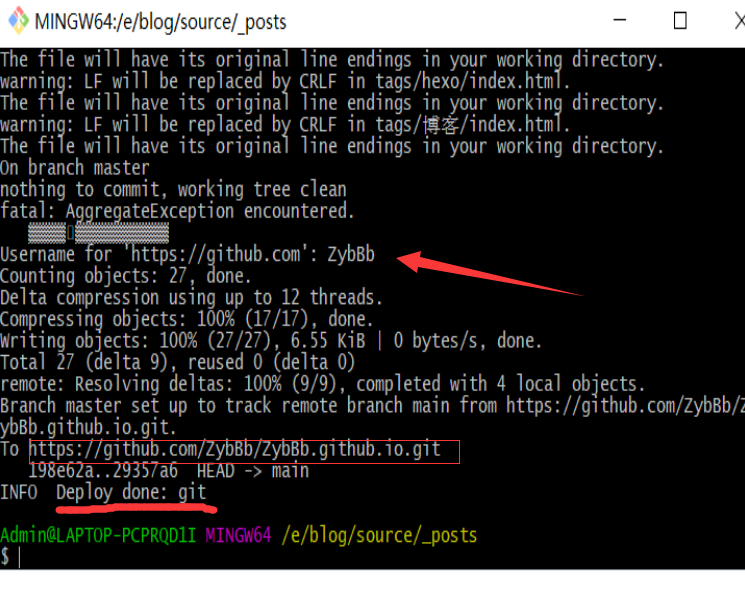 MINGW64:/e/blog/source/_posts
The file will have its original line endings in your working directory.
warning: LF will be replaced by CRLF in tags/hexo/index.html.
The file will have its original line endings in your working directory.
warning: LF will be replaced by CRLF in tags/博客/index.html.
The file will have its original line endings in your working directory.
On branch master
nothing to commit, working tree clean
fatal: AggregateException encountered.
Username for 'https://github.com': ZybBb
Counting objects: 27, done.
Delta compression using up to 12 threads.
Compressing objects: 100% (17/17), done.
Writing objects: 100% (27/27), 6.55 KiB | 0 bytes/s, done.
Total 27 (delta 9), reused 0 (delta 0)
remote: Resolving deltas: 100% (9/9), completed with 4 local objects.
Branch master set up to track remote branch main from https://github.com/ZybBb/Z
ybBb.github.io.git.
To https://github.com/ZybBb/ZybBb.github.io.git
198e62a..29357a6 HEAD -> main
INFO Deploy done: git
Admin@LAPTOP-PCPRQD1I MINGW64 /e/blog/source/_posts
$